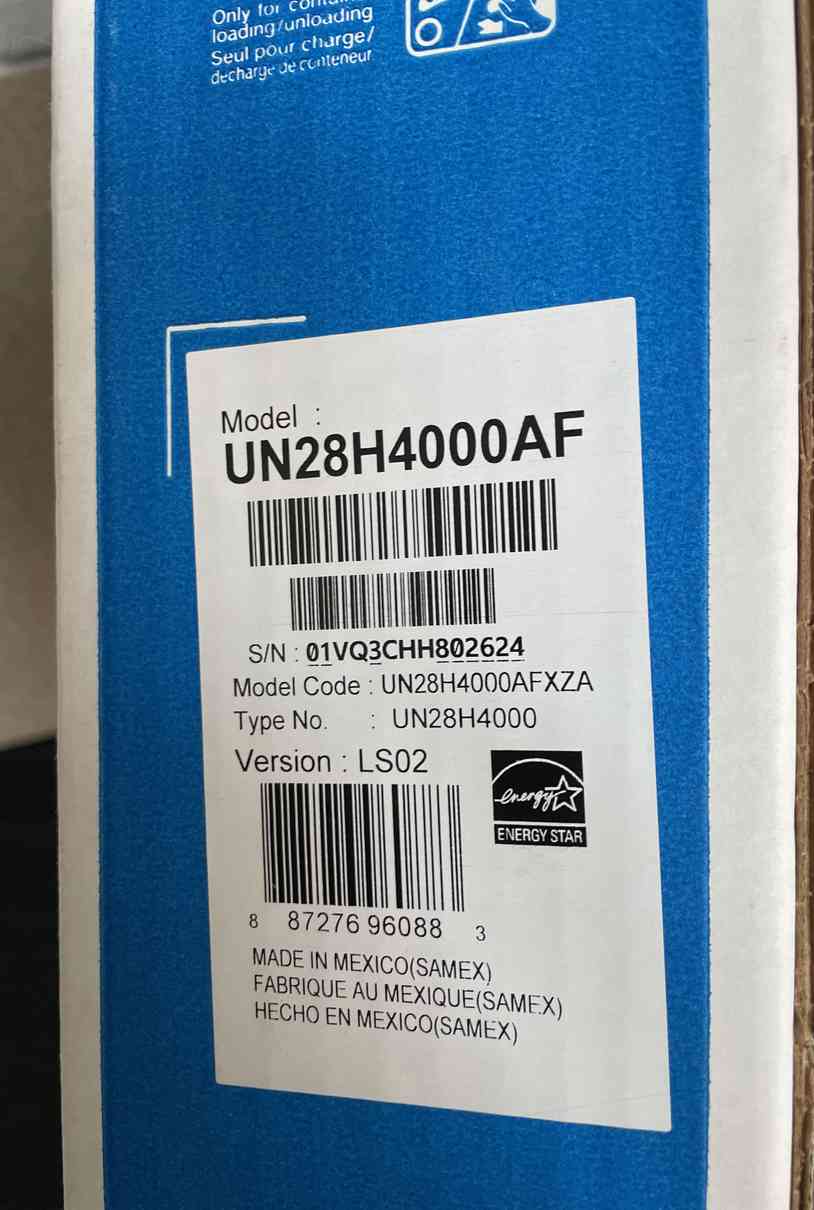 Only for
loading/unloading
Seul pour charge/
decharge de conteneur
Model :
UN28H4000AF
S/N : 01VQ3CHH802624
Model Code : UN28H4000AFXZA
Type No. : UN28H4000
Version : LS02
energy
ENERGY STAR
8 87276 96088 3
MADE IN MEXICO(SAMEX)
FABRIQUE AU MEXIQUE(SAMEX)
HECHO EN MEXICO(SAMEX)